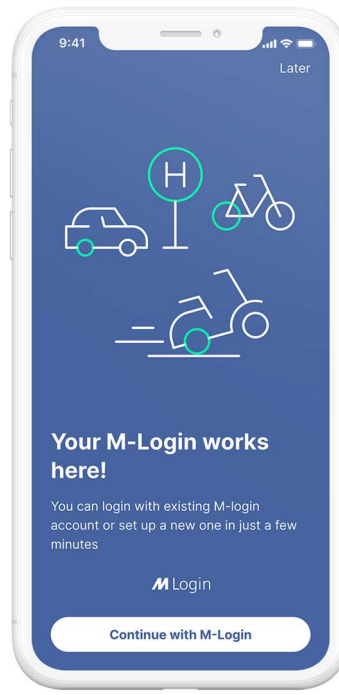 9:41
Later
H
Your M-Login works
here!
You can login with existing M-login
account or set up a new one in just a few
minutes
M Login
Continue with M-Login